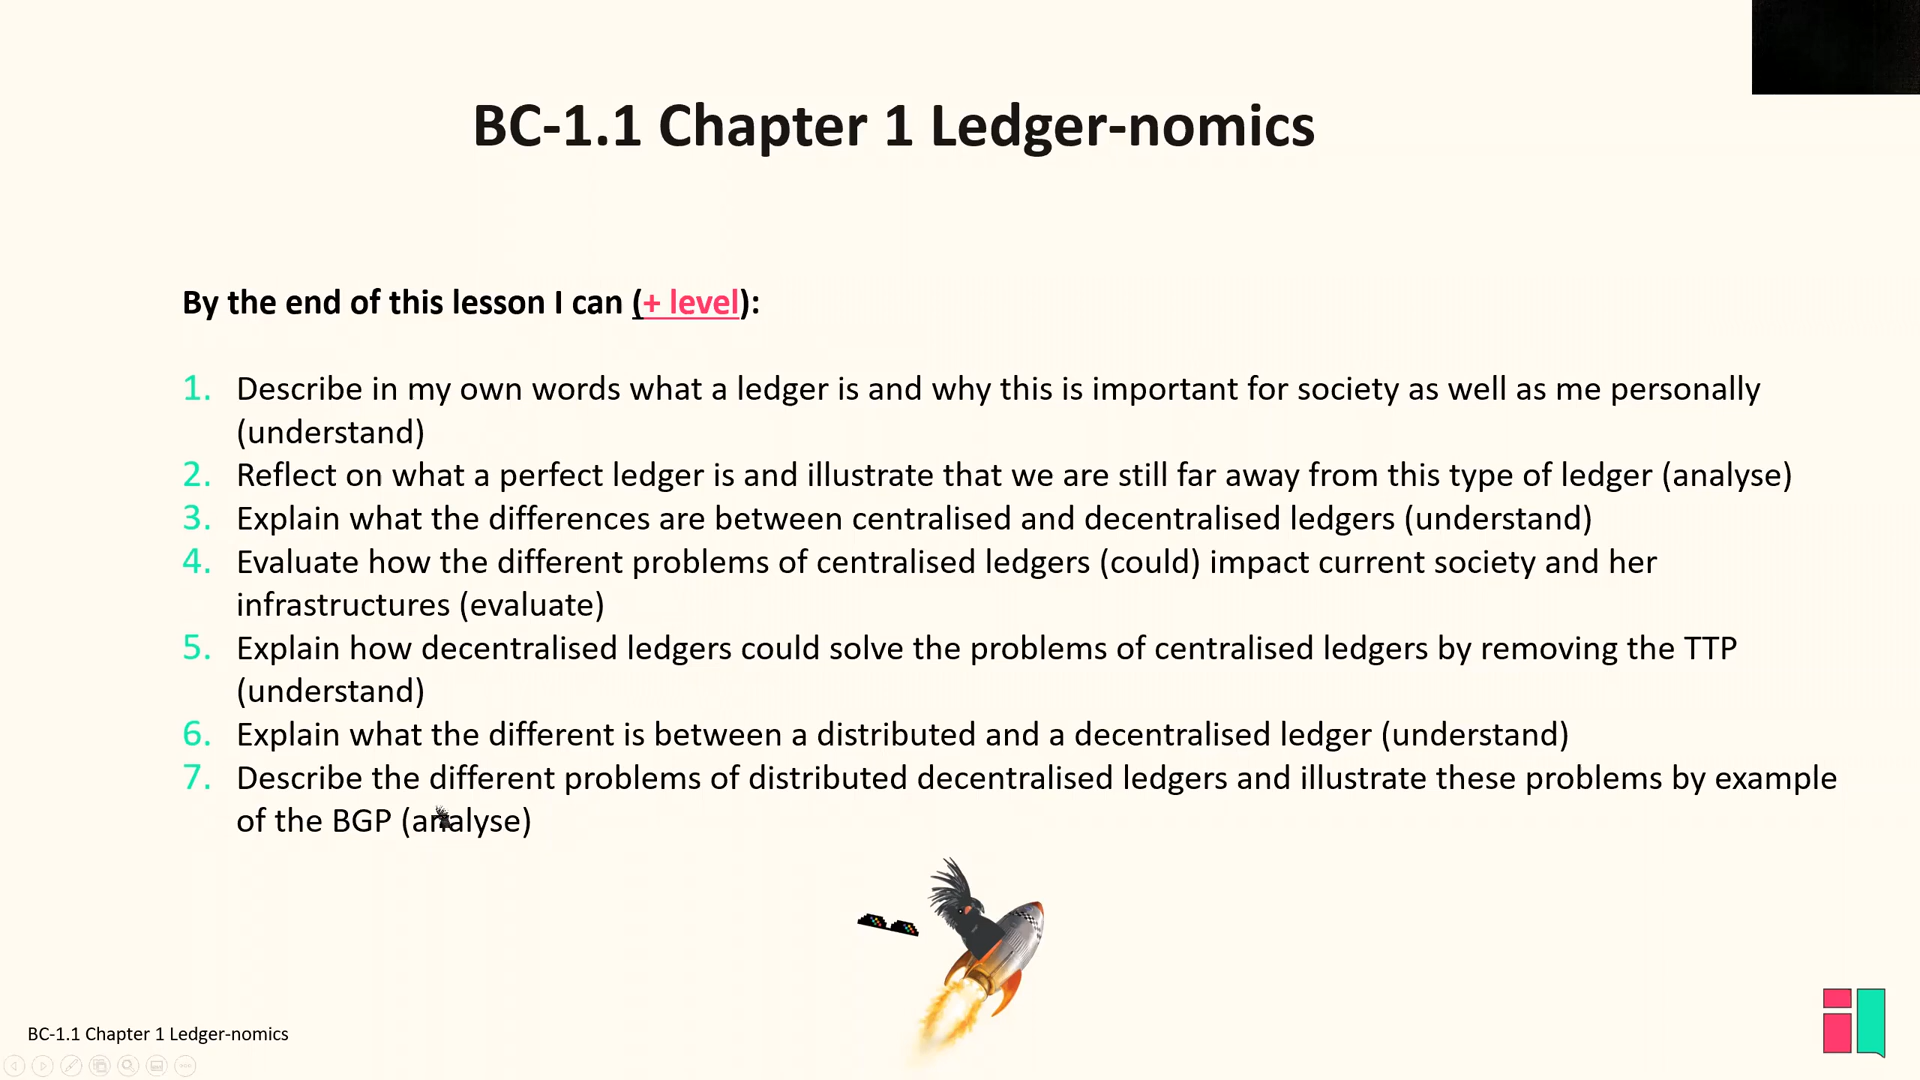 BC-1.1 Chapter 1 Ledger-nomics
By the end of this lesson I can (+ level):
1. Describe in my own words what a ledger is and why this is important for society as well as me personally
(understand)
2. Reflect on what a perfect ledger is and illustrate that we are still far away from this type of ledger (analyse)
3. Explain what the differences are between centralised and decentralised ledgers (understand)
4. Evaluate how the different problems of centralised ledgers (could) impact current society and her
infrastructures (evaluate)
5. Explain how decentralised ledgers could solve the problems of centralised ledgers by removing the TTP
(understand)
6. Explain what the different is between a distributed and a decentralised ledger (understand)
7. Describe the different problems of distributed decentralised ledgers and illustrate these problems by example
of the BGP (analyse)
BC-1.1 Chapter 1 Ledger-nomics